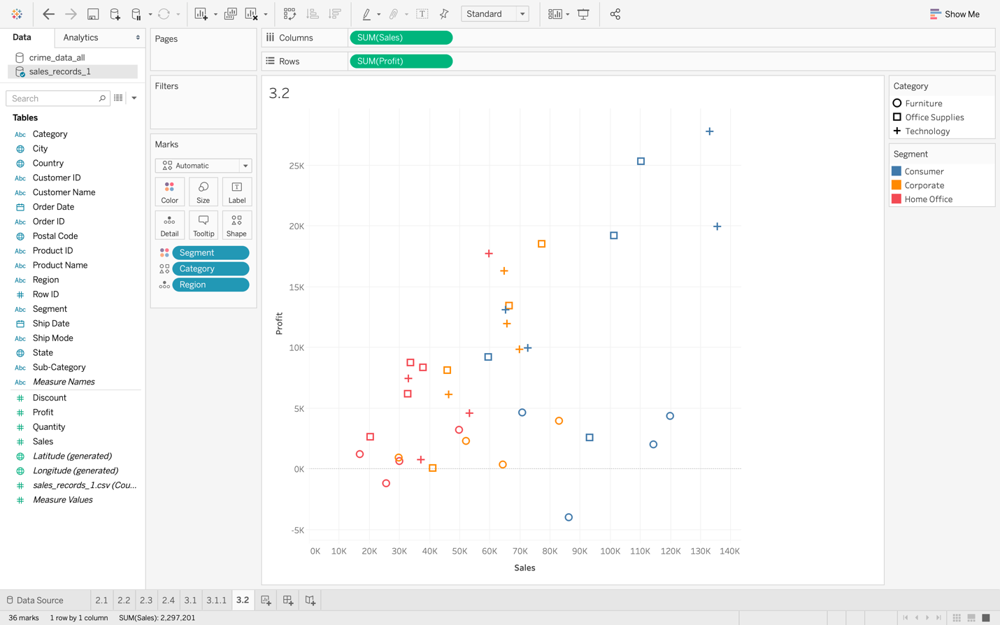 Standard
Show Me
Data
Analytics
crime_data_all
sales_records_1
Search
Tables
Abc Category
City
Country
Abc Customer ID
Abc Customer Name
Order Date
Abc Order ID
Postal Code
Abc Product ID
Abc Product Name
Abc Region
# Row ID
Abc Segment
Ship Date
Abc Ship Mode
State
Abc Sub-Category
Abc Measure Names
# Discount
# Profit
# Quantity
# Sales
Latitude (generated)
Longitude (generated)
# sales_records_1.csv (Cou...
# Measure Values
Pages
Filters
Marks
Automatic
Color Size Label
Detail Tooltip Shape
Segment
Category
Region
Columns SUM(Sales)
Rows SUM(Profit)
3.2
25K
20K
15K
10K
5K
0K
-5K
Profit
0K 10K 20K 30K 40K 50K 60K 70K 80K 90K 100K 110K 120K 130K 140K
Sales
Category
Furniture
Office Supplies
Technology
Segment
Consumer
Corporate
Home Office
Data Source 2.1 2.2 2.3 2.4 3.1 3.1.1 3.2
36 marks 1 row by 1 column SUM(Sales): 2,297,201